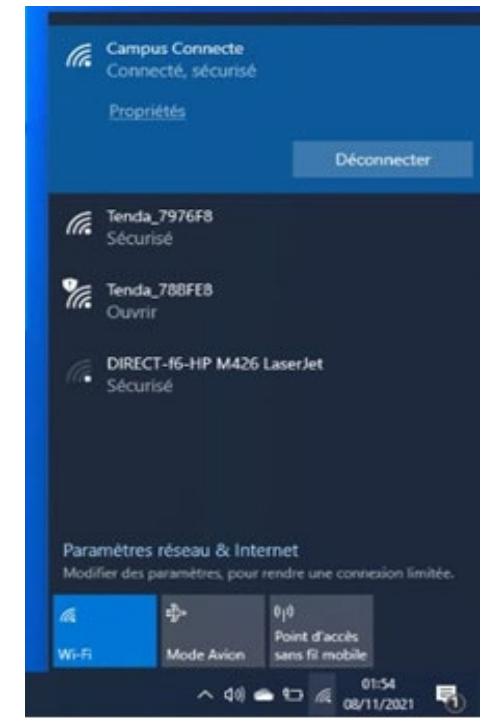 Campus Connecte
Connecté, sécurisé
Propriétés
Déconnecter
Tenda_7976F8
Sécurisé
Tenda_78BFE8
Ouvrir
DIRECT-f6-HP M426 LaserJet
Sécurisé
Paramètres réseau & Internet
Modifier des paramètres, pour rendre une connexion limitée.
Wi-Fi
Mode Avion
Point d'accès
sans fil mobile
01:54
08/11/2021
1